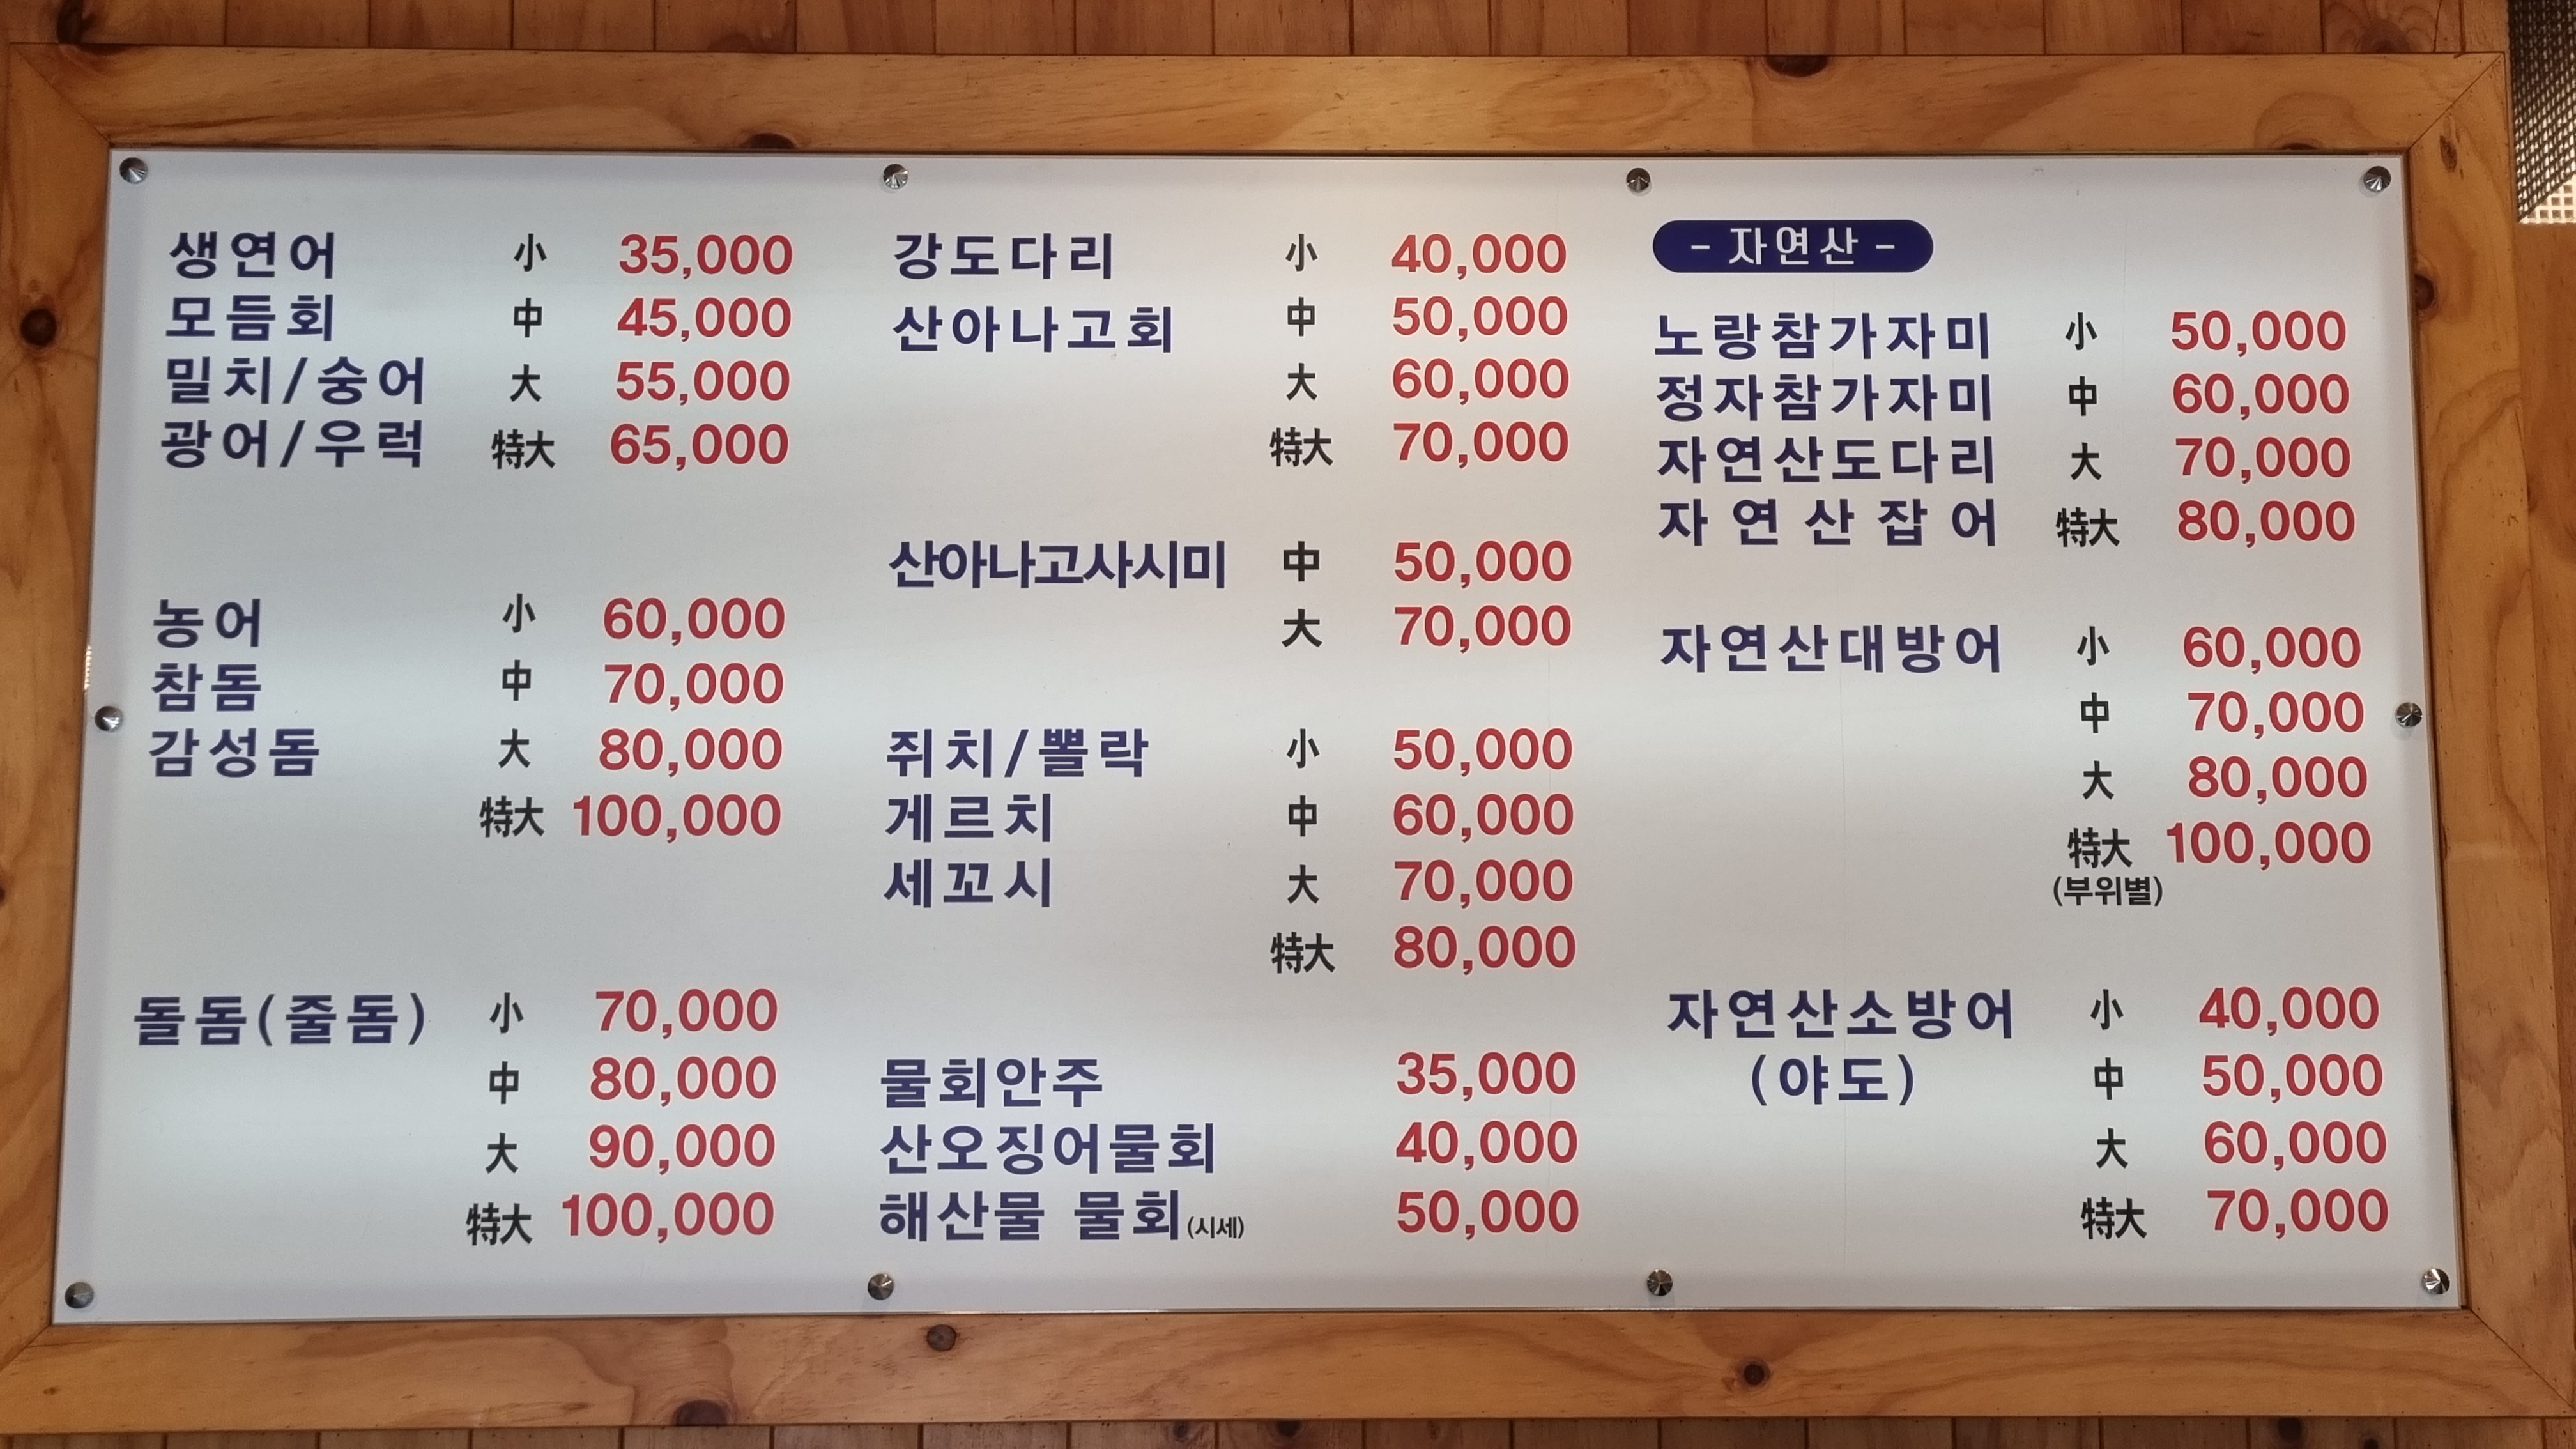 생연어 小 35,000
모듬회 中 45,000
밀치/숭어 大 55,000
광어/우럭 特大 65,000
농어 小 60,000
참돔 中 70,000
감성돔 大 80,000
特大 100,000
돌돔(줄돔) 小 70,000
中 80,000
大 90,000
特大 100,000
강도다리 小 40,000
산아나고회 中 50,000
大 60,000
特大 70,000
산아나고사시미 中 50,000
大 70,000
쥐치/뽈락 小 50,000
게르치 中 60,000
세꼬시 大 70,000
特大 80,000
물회안주 35,000
산오징어물회 40,000
해산물 물회(시세) 50,000
- 자연산 -
노랑참가자미 小 50,000
정자참가자미 中 60,000
자연산도다리 大 70,000
자연산잡어 特大 80,000
자연산대방어 小 60,000
中 70,000
大 80,000
特大 100,000
(부위별)
자연산소방어 小 40,000
(야도) 中 50,000
大 60,000
特大 70,000